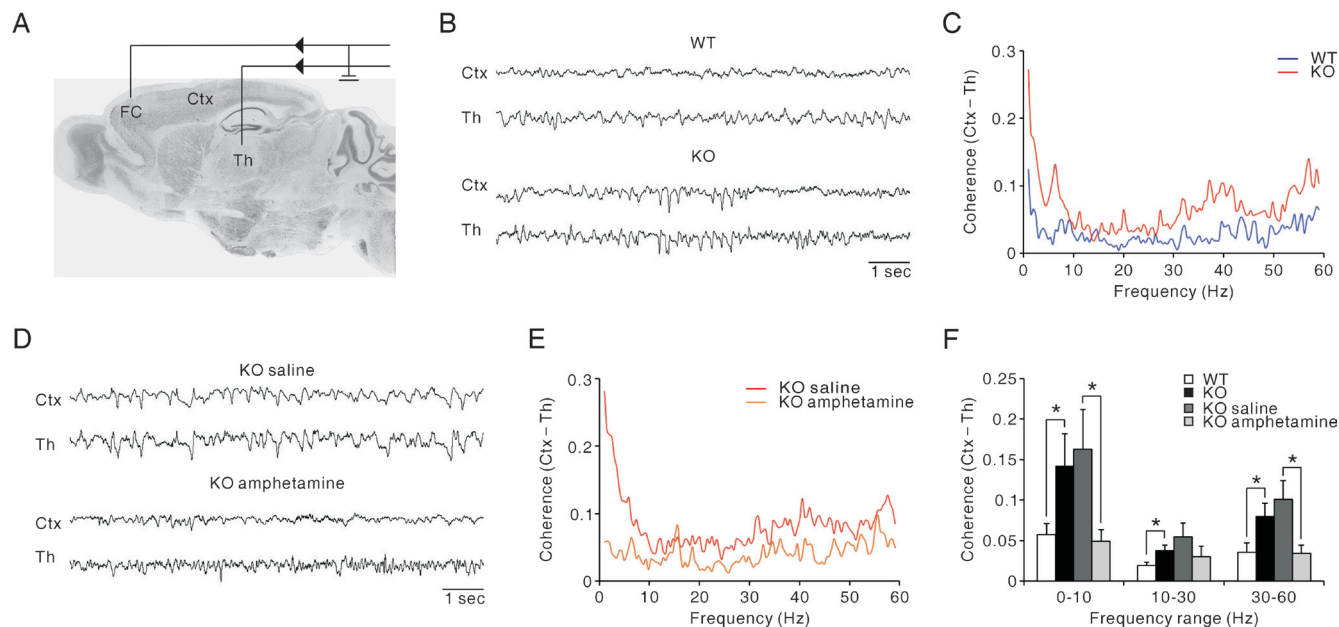 A
FC
Ctx
Th
B
WT
Ctx
Th
KO
Ctx
Th
1 sec
C
0.3
0.2
0.1
0
Coherence (Ctx – Th)
WT
KO
0 10 20 30 40 50 60
Frequency (Hz)
D
KO saline
Ctx
Th
KO amphetamine
Ctx
Th
1 sec
E
0.3
0.2
0.1
0
Coherence (Ctx – Th)
KO saline
KO amphetamine
0 10 20 30 40 50 60
Frequency (Hz)
F
0.25
0.20
0.15
0.10
0.05
0
Coherence (Ctx – Th)
WT
KO
KO saline
KO amphetamine
* *
*
* *
0-10 10-30 30-60
Frequency range (Hz)